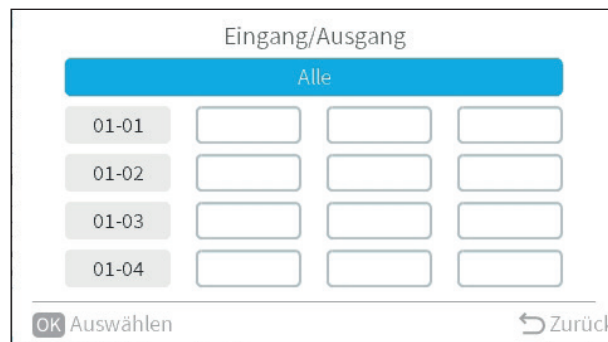 Eingang/Ausgang
Alle
01-01
01-02
01-03
01-04
OK Auswählen Zurück